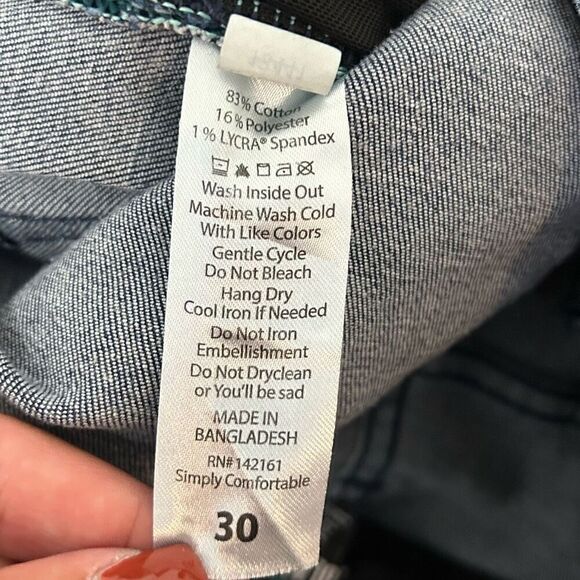 83% Cotton
16% Polyester
1% LYCRA® Spandex
Wash Inside Out
Machine Wash Cold
With Like Colors
Gentle Cycle
Do Not Bleach
Hang Dry
Cool Iron If Needed
Do Not Iron
Embellishment
Do Not Dryclean
or You'll be sad
MADE IN
BANGLADESH
RN#142161
Simply Comfortable
30